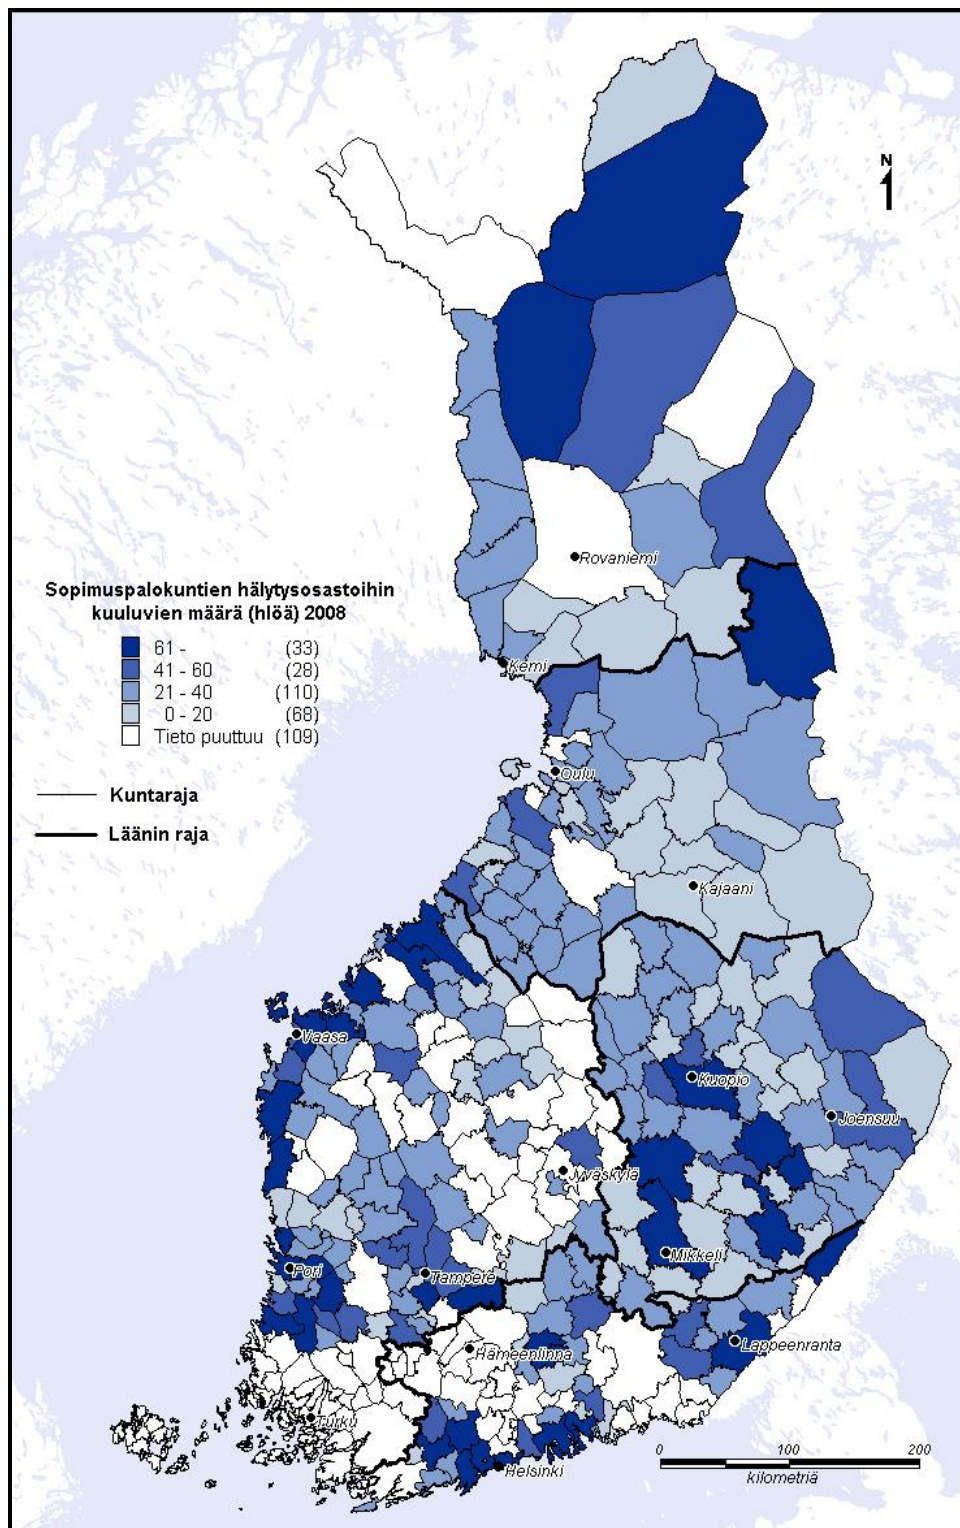 N
Rovaniemi
Sopimuspalokuntien hälytysosastoihin
kuuluvien määrä (hlöä) 2008
61 - (33)
41 - 60 (28)
21 - 40 (110)
0 - 20 (68)
Tieto puuttuu (109)
Kuntaraja
Läänin raja
Kemi
Oulu
Kajaani
Vaasa
Kuopio
Joensuu
Jyväskylä
Mikkeli
Pori
Tampere
Lappeenranta
Hämeenlinna
Turku
Helsinki
0 100 200
kilometriä